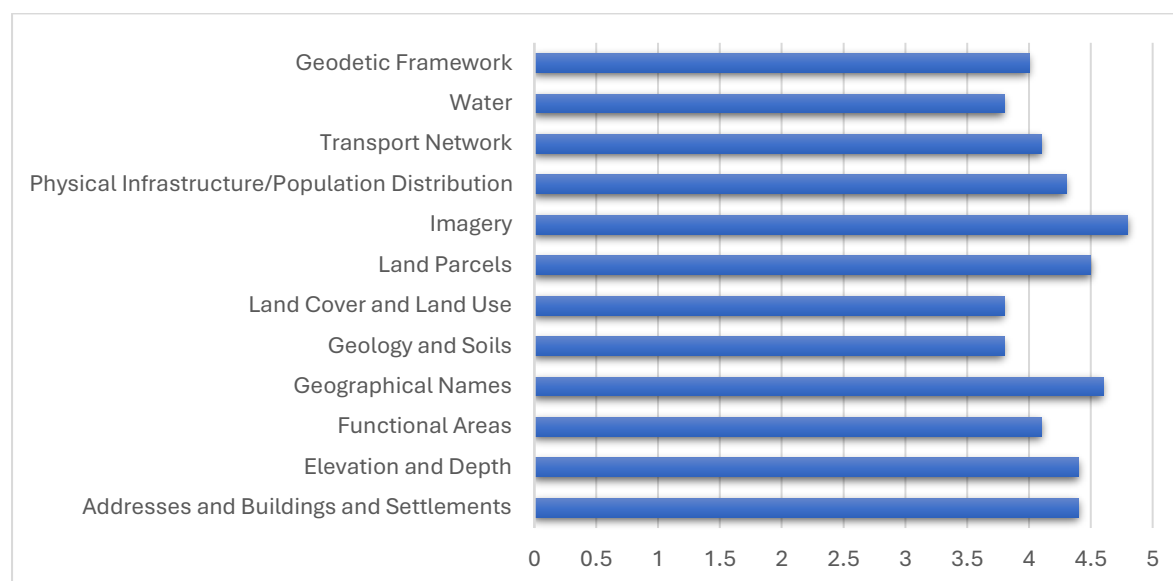 Geodetic Framework
Water
Transport Network
Physical Infrastructure/Population Distribution
Imagery
Land Parcels
Land Cover and Land Use
Geology and Soils
Geographical Names
Functional Areas
Elevation and Depth
Addresses and Buildings and Settlements
0 0.5 1 1.5 2 2.5 3 3.5 4 4.5 5